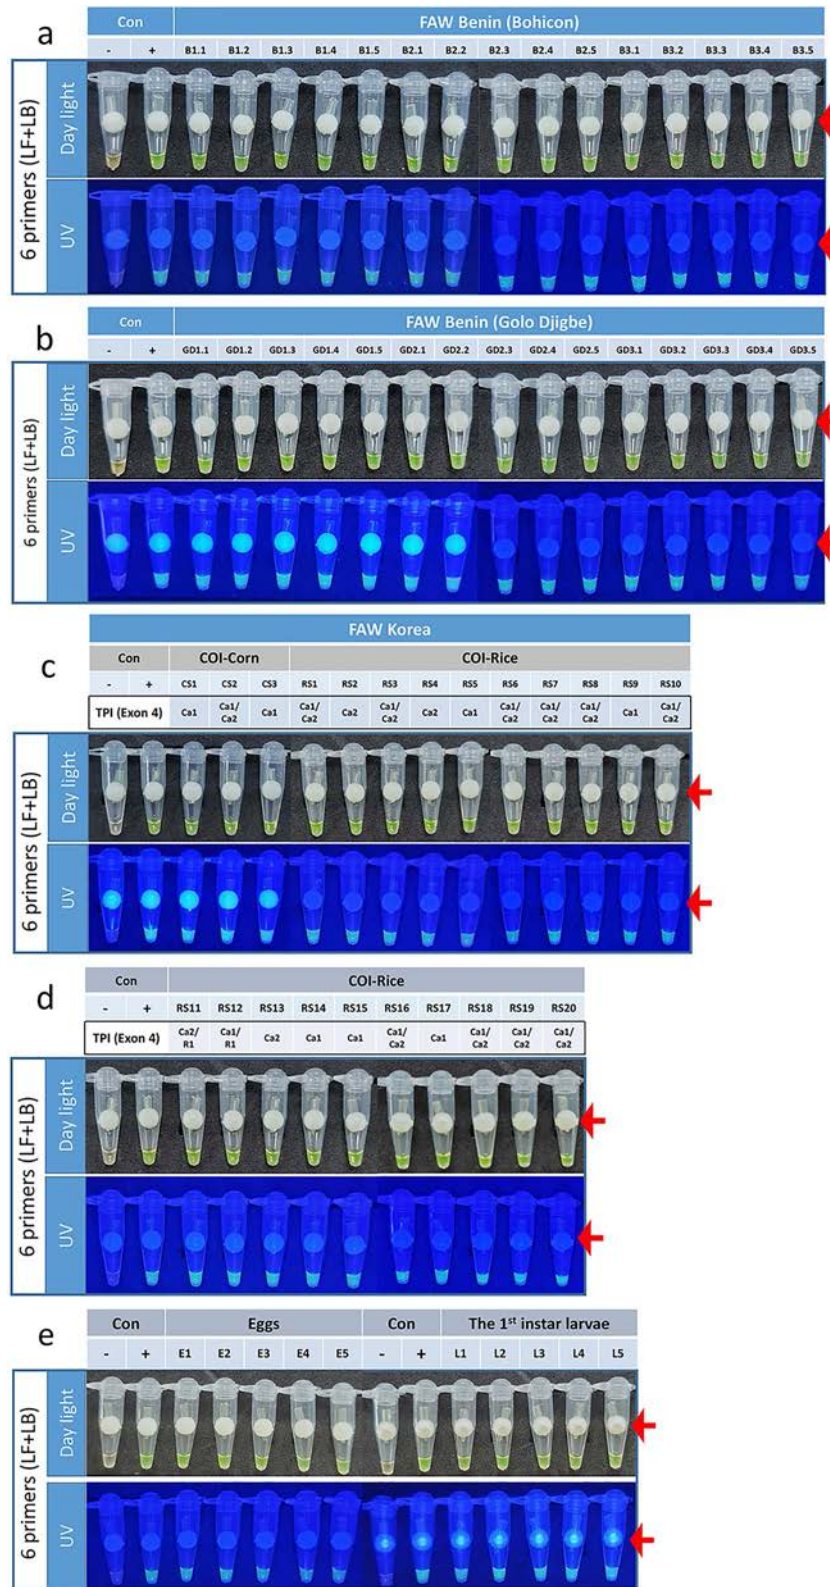 a
Con FAW Benin (Bohicon)
- + B1.1 B1.2 B1.3 B1.4 B1.5 B2.1 B2.2 B2.3 B2.4 B2.5 B3.1 B3.2 B3.3 B3.4 B3.5
6 primers (LF+LB)
Day light
UV
b
Con FAW Benin (Golo Djigbe)
- + GD1.1 GD1.2 GD1.3 GD1.4 GD1.5 GD2.1 GD2.2 GD2.3 GD2.4 GD2.5 GD3.1 GD3.2 GD3.3 GD3.4 GD3.5
6 primers (LF+LB)
Day light
UV
FAW Korea
c
Con COI-Corn COI-Rice
- + CS1 CS2 CS3 RS1 RS2 RS3 RS4 RS5 RS6 RS7 RS8 RS9 RS10
TPI (Exon 4) Ca1 Ca1/Ca2 Ca1 Ca1/Ca2 Ca2 Ca1/Ca2 Ca2 Ca1 Ca1/Ca2 Ca1/Ca2 Ca1/Ca2 Ca1 Ca1/Ca2
6 primers (LF+LB)
Day light
UV
d
Con COI-Rice
- + RS11 RS12 RS13 RS14 RS15 RS16 RS17 RS18 RS19 RS20
TPI (Exon 4) Ca2/R1 Ca1/R1 Ca2 Ca1 Ca1 Ca1/Ca2 Ca1 Ca1/Ca2 Ca1/Ca2 Ca1/Ca2
6 primers (LF+LB)
Day light
UV
e
Con Eggs Con The 1st instar larvae
- + E1 E2 E3 E4 E5 - + L1 L2 L3 L4 L5
6 primers (LF+LB)
Day light
UV